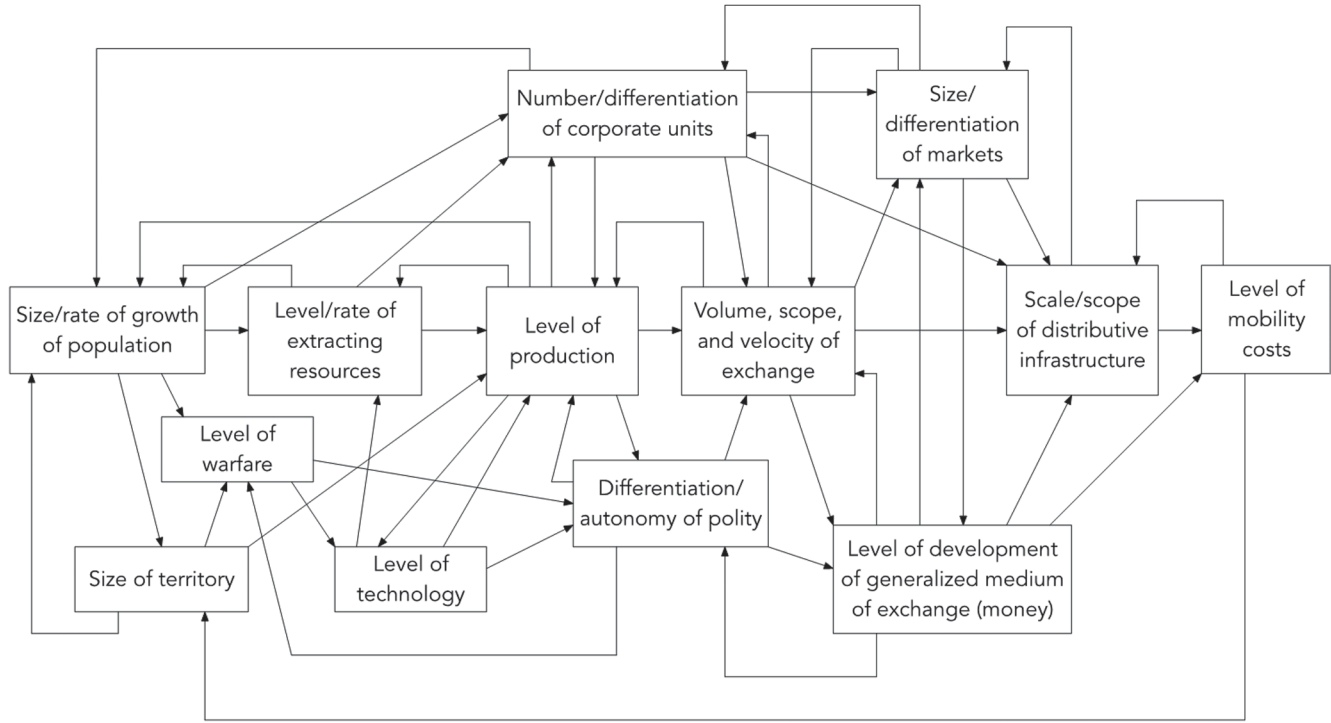 Number/differentiation
of corporate units
Size/
differentiation
of markets
Size/rate of growth
of population
Level/rate of
extracting
resources
Level of
production
Volume, scope,
and velocity of
exchange
Scale/scope
of distributive
infrastructure
Level of
mobility
costs
Level of
warfare
Differentiation/
autonomy of polity
Size of territory
Level of
technology
Level of development
of generalized medium
of exchange (money)